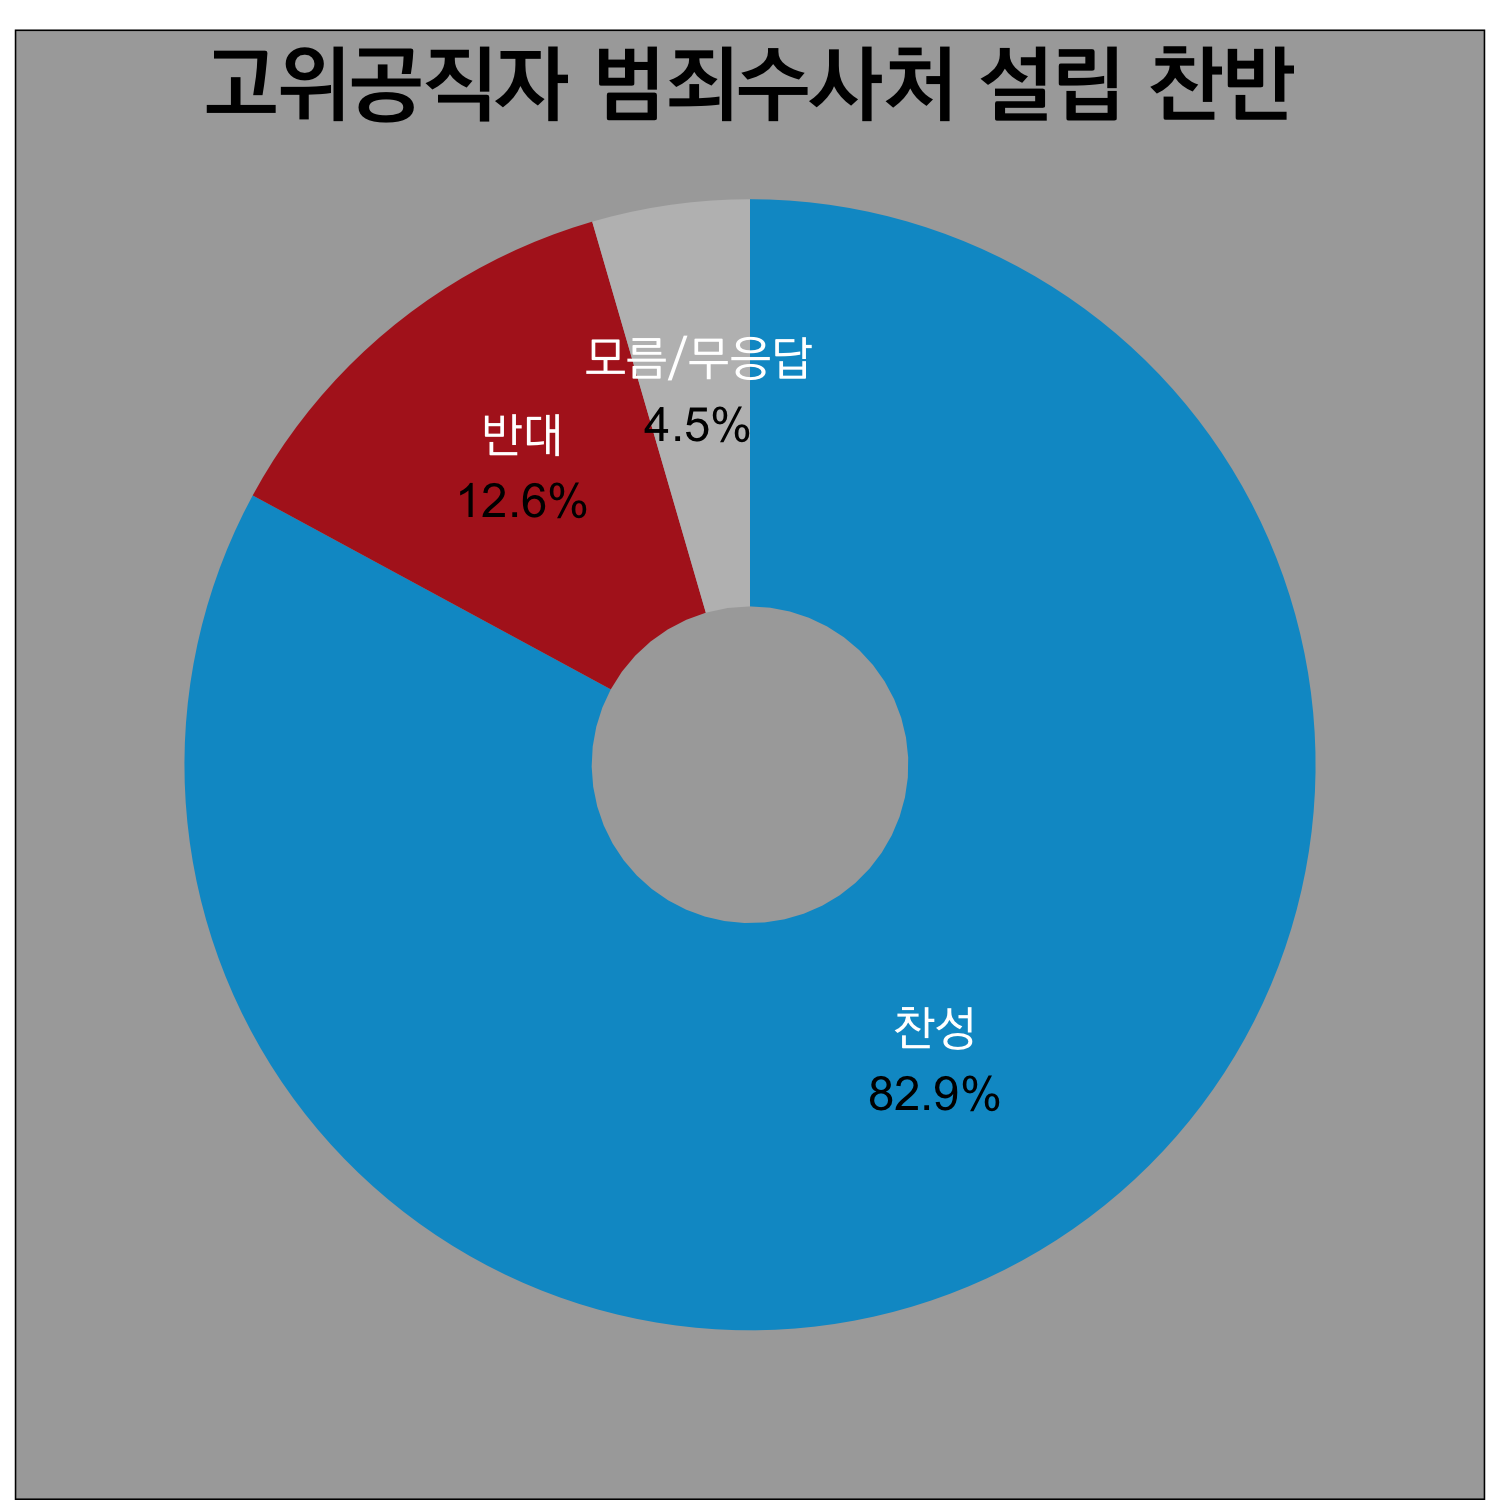 고위공직자 범죄수사처 설립 찬반
모름/무응답
4.5%
반대
12.6%
찬성
82.9%